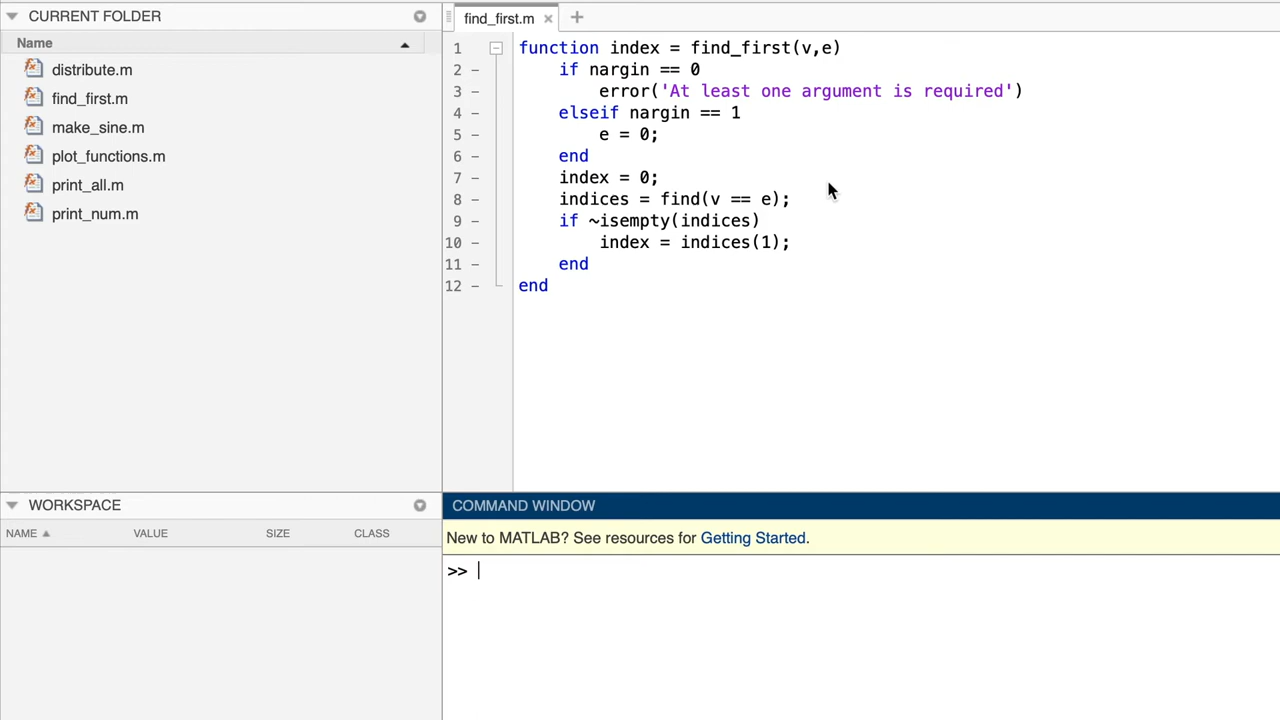 CURRENT FOLDER
Name
distribute.m
find_first.m
make_sine.m
plot_functions.m
print_all.m
print_num.m
find_first.m × +
1 function index = find_first(v,e)
2 - if nargin == 0
3 - error('At least one argument is required')
4 - elseif nargin == 1
5 - e = 0;
6 - end
7 - index = 0;
8 - indices = find(v == e);
9 - if ~isempty(indices)
10 - index = indices(1);
11 - end
12 - end
WORKSPACE
NAME VALUE SIZE CLASS
COMMAND WINDOW
New to MATLAB? See resources for Getting Started.
>>